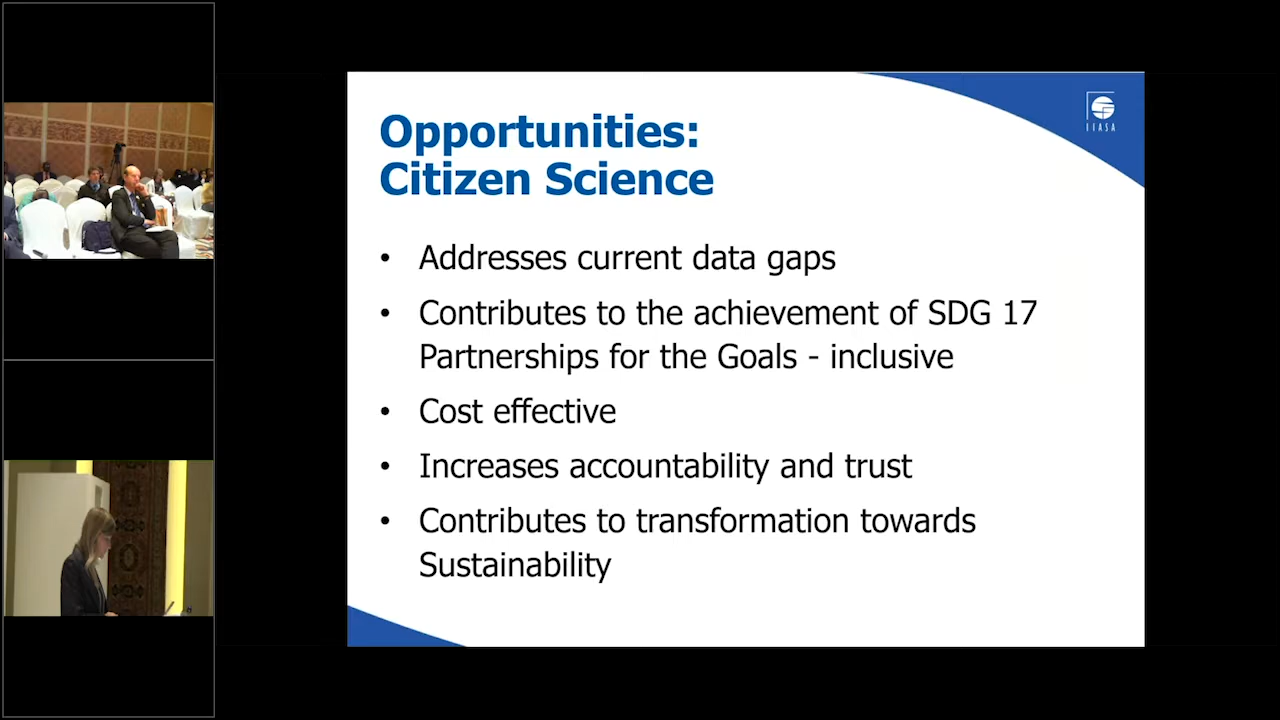 IIASA
Opportunities:
Citizen Science
• Addresses current data gaps
• Contributes to the achievement of SDG 17
Partnerships for the Goals - inclusive
• Cost effective
• Increases accountability and trust
• Contributes to transformation towards
Sustainability